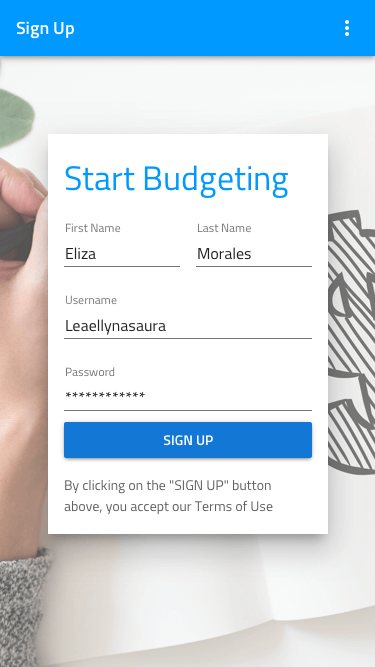 Sign Up
Start Budgeting
First Name
Last Name
Eliza
Morales
Username
Leaellynasaura
Password
************
SIGN UP
By clicking on the "SIGN UP" button
above, you accept our Terms of Use